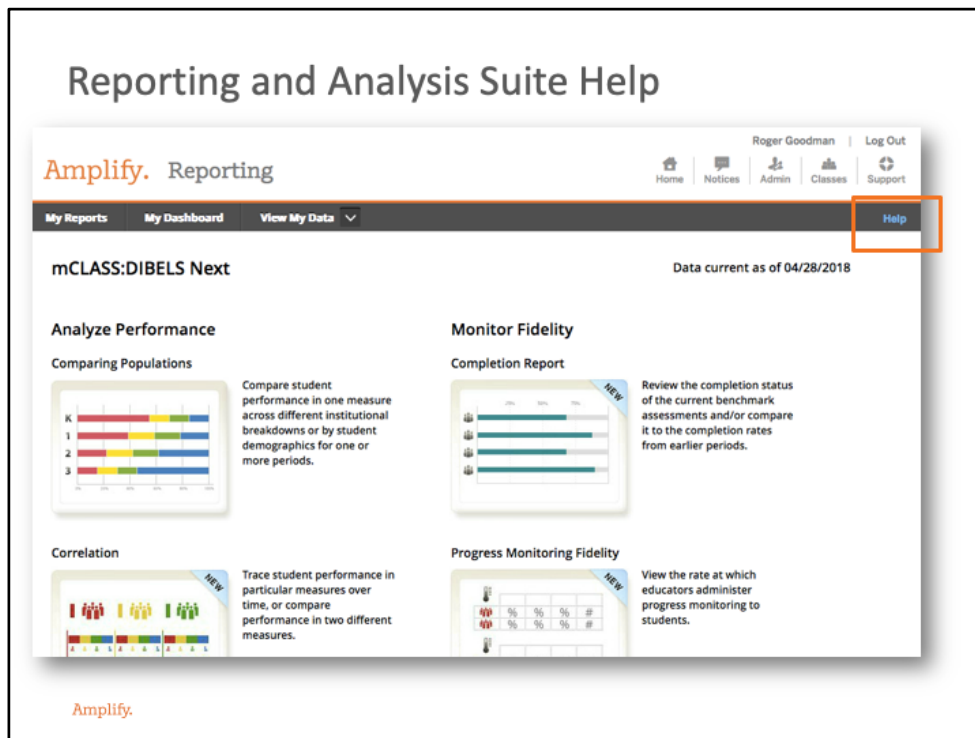 Reporting and Analysis Suite Help
Roger Goodman | Log Out
Amplify. Reporting
Home Notices Admin Classes Support
My Reports My Dashboard View My Data Help
mCLASS:DIBELS Next
Data current as of 04/28/2018
Analyze Performance
Comparing Populations
K
1
2
3
Compare student
performance in one measure
across different institutional
breakdowns or by student
demographics for one or
more periods.
Monitor Fidelity
Completion Report
NEW
Review the completion status
of the current benchmark
assessments and/or compare
it to the completion rates
from earlier periods.
Correlation
NEW
Trace student performance in
particular measures over
time, or compare
performance in two different
measures.
Progress Monitoring Fidelity
NEW
% % % #
% % % #
View the rate at which
educators administer
progress monitoring to
students.
Amplify.